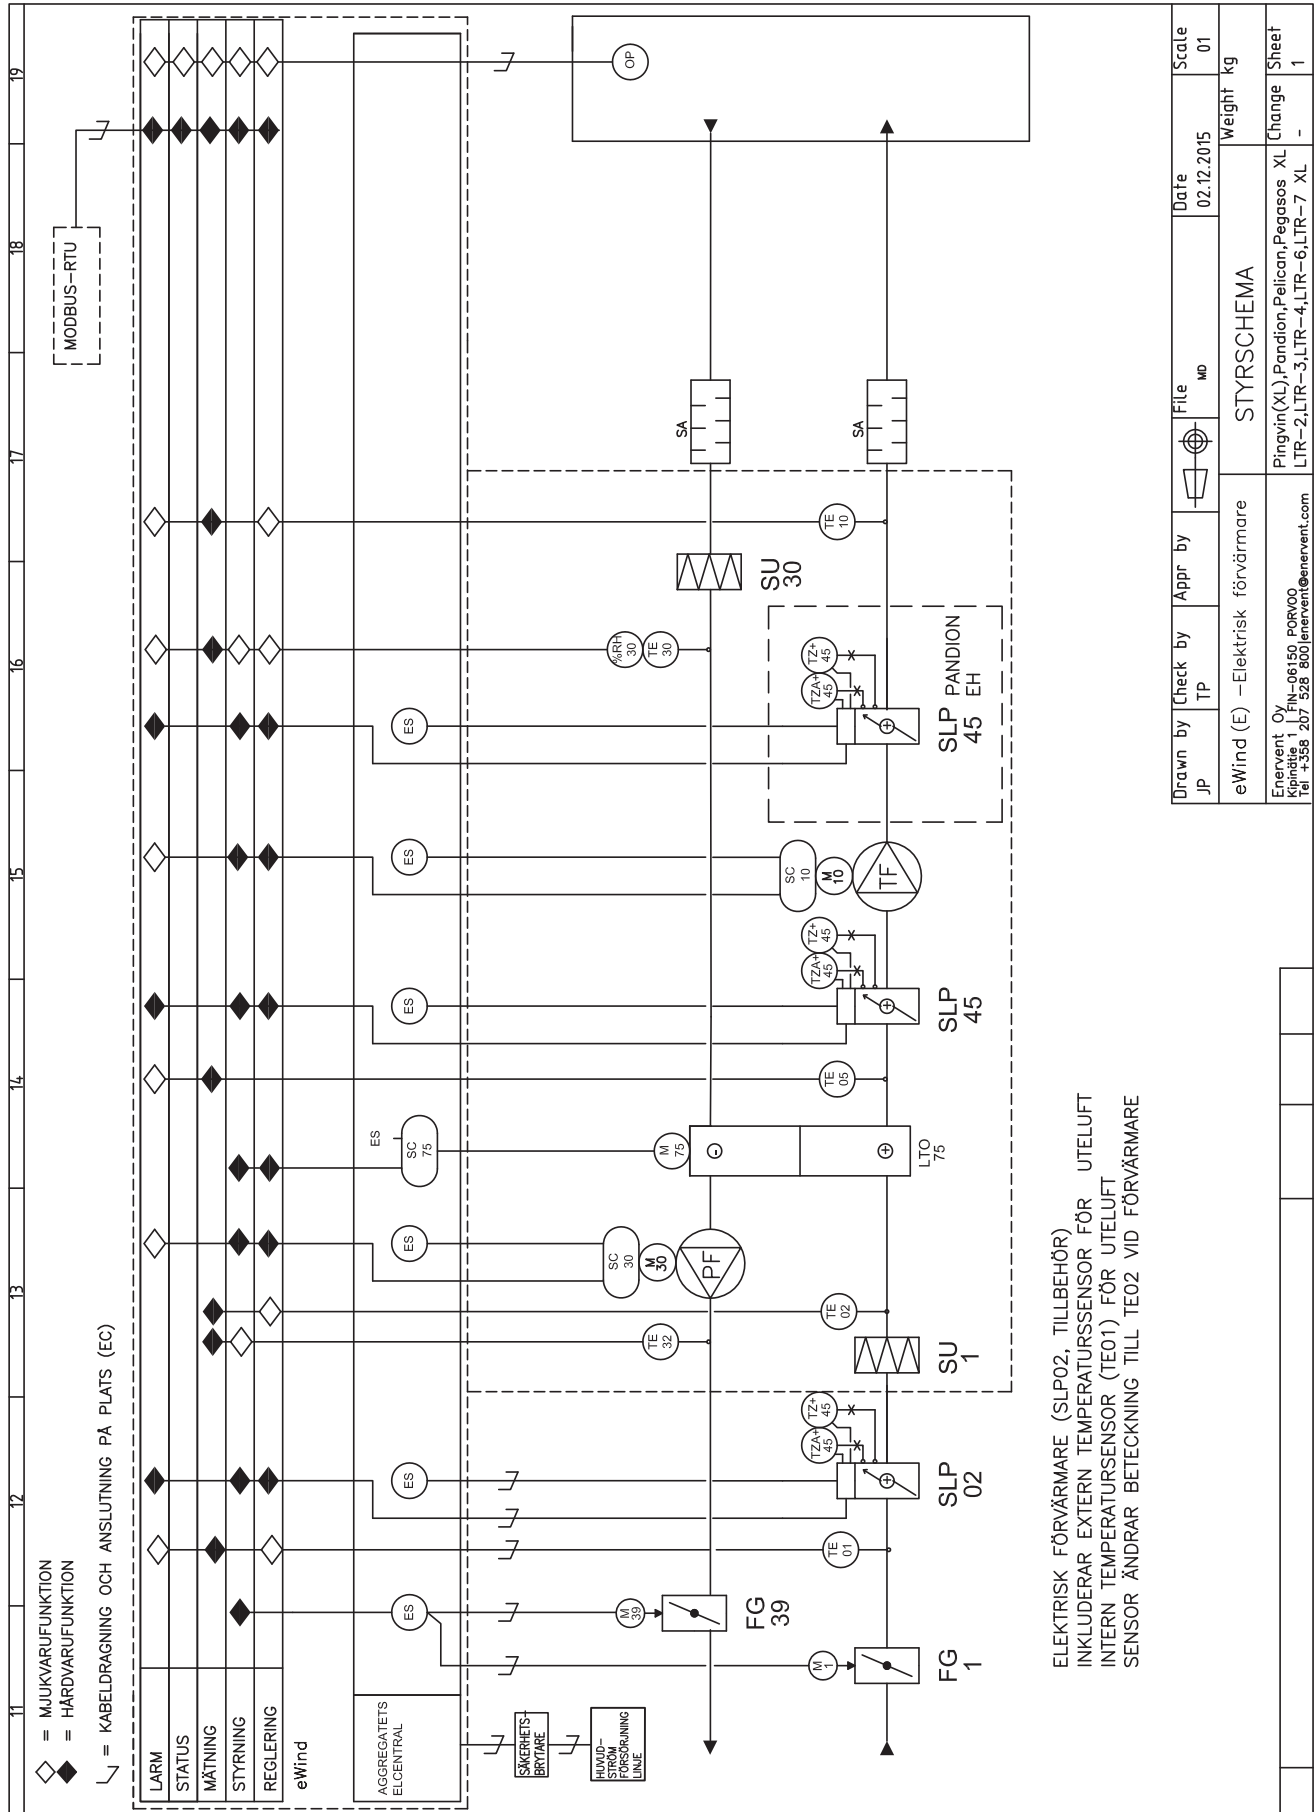 11
12
13
14
15
16
17
18
19
= MJUKVARUFUNKTION
= HÅRDVARUFUNKTION
= KABELDRAGNING OCH ANSLUTNING PÅ PLATS (EC)
MODBUS-RTU
LARM
STATUS
MÄTNING
STYRNING
REGLERING
eWind
AGGREGATETS
ELCENTRAL
SÄKERHETS-
BRYTARE
HUVUD-
STRÖM
FÖRSÖRJNING
LINJE
ES
ES
ES
ES
SC
75
ES
ES
ES
OP
M
39
FG
39
TE
32
SC
30
M
30
PF
M
75
%RH
30
TE
30
SU
30
SA
M
1
FG
1
TE
01
TZA+
45
TZ+
45
SLP
02
SU
1
TE
02
LTO
75
-
+
TE
05
TZA+
45
TZ+
45
SLP
45
SC
10
M
10
TF
TZA+
45
TZ+
45
SLP
45
PANDION
EH
TE
10
SA
ELEKTRISK FÖRVÄRMARE (SLP02, TILLBEHÖR)
INKLUDERAR EXTERN TEMPERATURSSENSOR FÖR UTELUFT
INTERN TEMPERATURSENSOR (TE01) FÖR UTELUFT
SENSOR ÄNDRAR BETECKNING TILL TE02 VID FÖRVÄRMARE
Drawn by
JP
Check by
TP
Appr by
File
MD
Date
02.12.2015
Scale
01
eWind (E) -Elektrisk förvärmare
STYRSCHEMA
Weight kg
Enervent Oy
Kipinätie 1 | FIN-06150 PORVOO
Tel +358 207 528 800|enervent@enervent.com
Pingvin(XL),Pandion,Pelican,Pegasos XL
LTR-2,LTR-3,LTR-4,LTR-6,LTR-7 XL
Change
-
Sheet
1